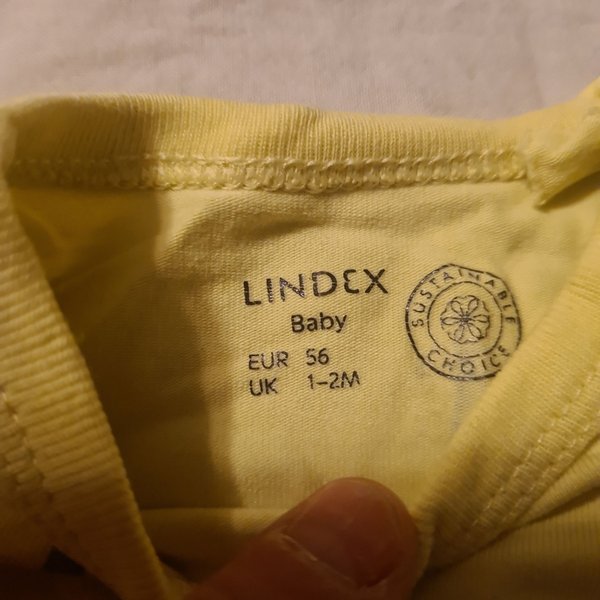 LINDEX
Baby
EUR 56
UK 1-2M
SUSTAINABLE
CHOICE